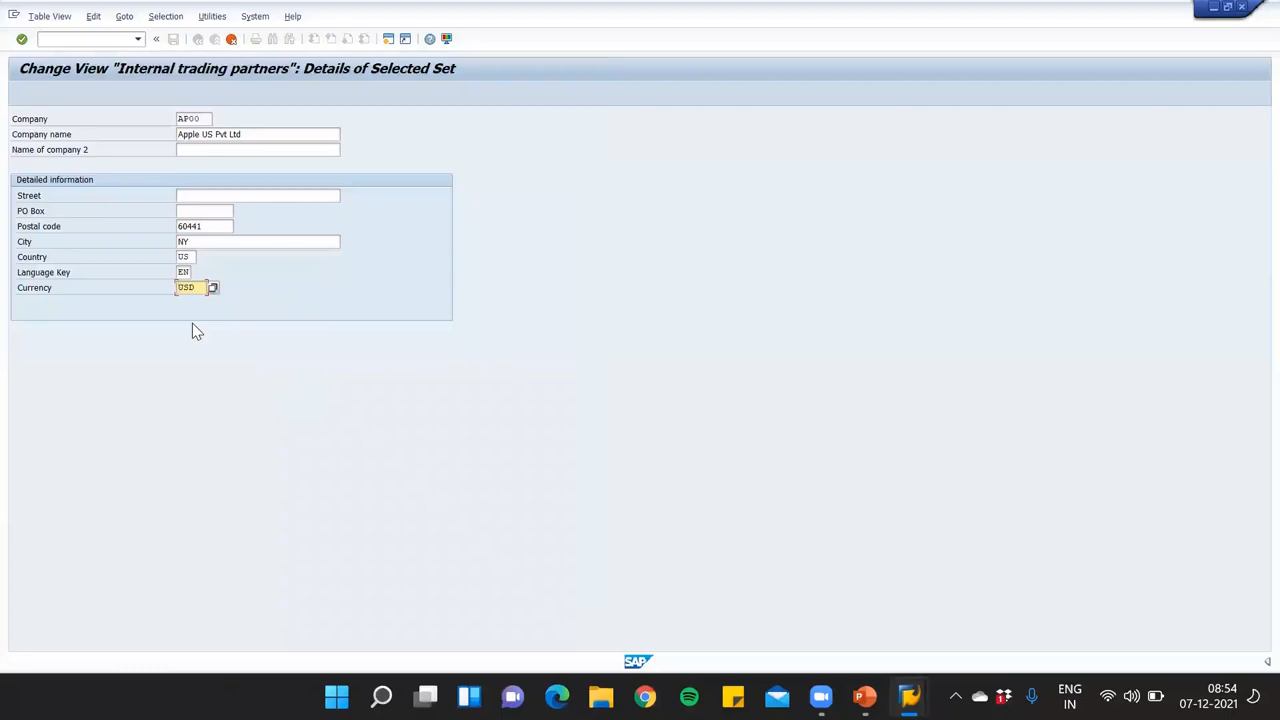 Table View Edit Goto Selection Utilities System Help
Change View "Internal trading partners": Details of Selected Set
Company AP00
Company name Apple US Pvt Ltd
Name of company 2
Detailed information
Street
PO Box
Postal code 60441
City NY
Country US
Language Key EN
Currency USD
SAP
ENG 08:54
IN 07-12-2021